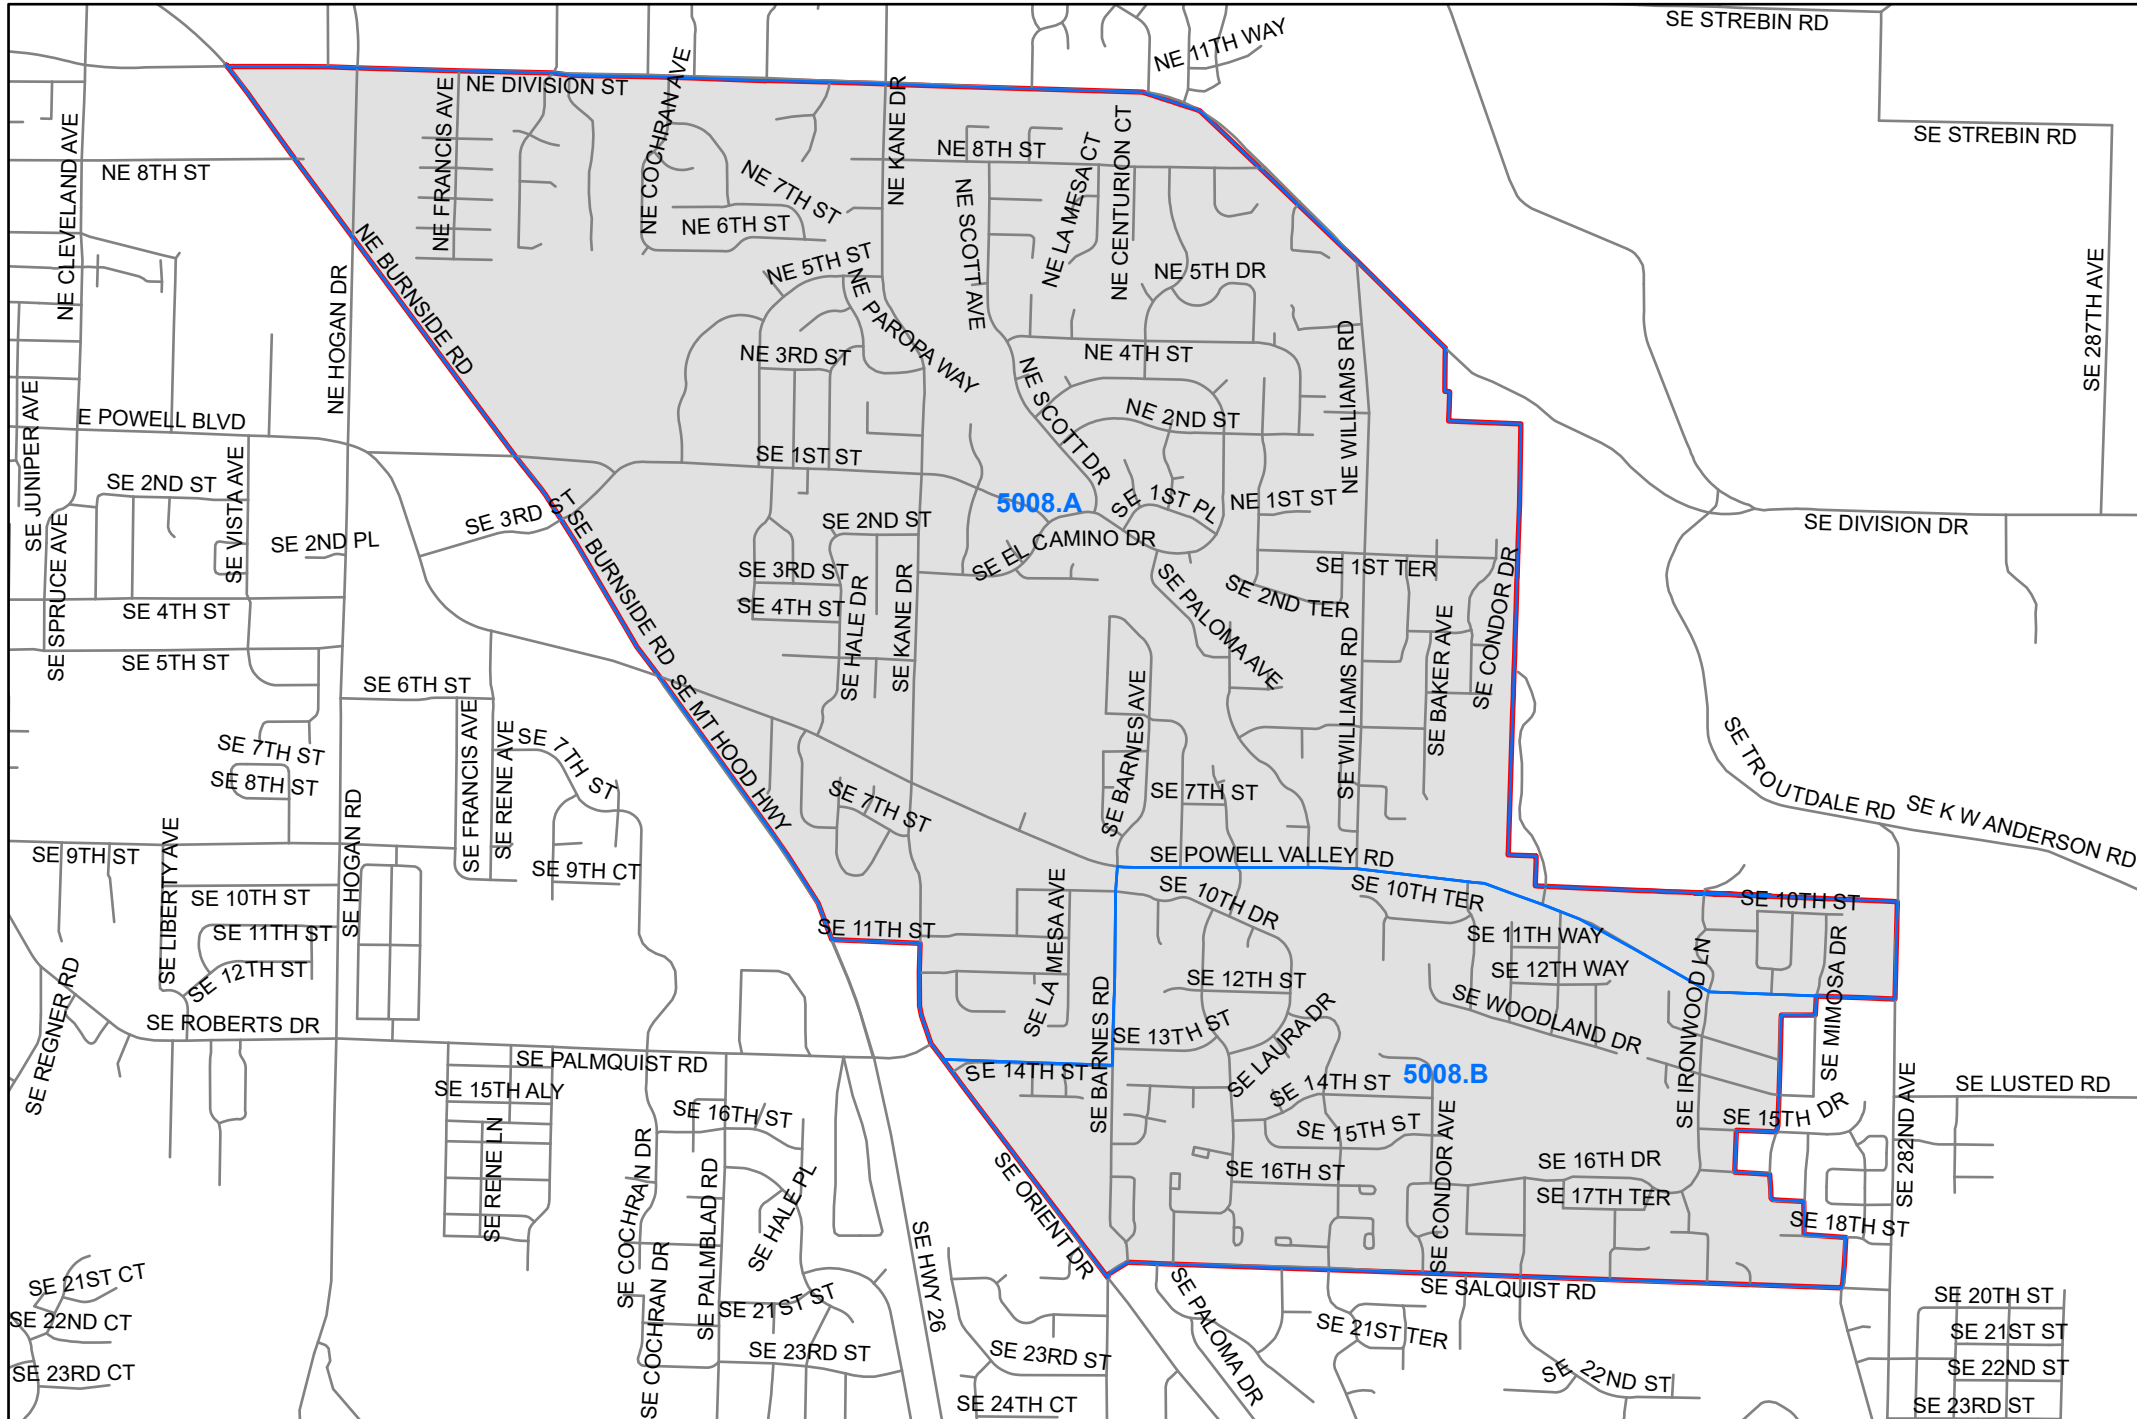 SE STREBIN RD
NE 11TH WAY
NE DIVISION ST
NE COCHRAN AVE
NE FRANCIS AVE
NE KANE DR
NE CLEVELAND AVE
NE 8TH ST
NE 8TH ST
NE LA MESA CT
NE CENTURION CT
SE STREBIN RD
NE 7TH ST
NE 6TH ST
NE SCOTT AVE
NE 5TH ST
NE 5TH DR
NE BURNSIDE RD
NE HOGAN DR
NE PAROPA WAY
NE 3RD ST
NE 4TH ST
NE WILLIAMS RD
SE 287TH AVE
SE JUNIPER AVE
E POWELL BLVD
NE SCOTT DR
NE 2ND ST
SE 1ST ST
SE VISTA AVE
SE 2ND ST
5008.A
SE 1ST PL
NE 1ST ST
SE 3RD ST
SE 2ND ST
SE DIVISION DR
SE SPRUCE AVE
SE 2ND PL
SE BURNSIDE RD
SE EL CAMINO DR
SE 3RD ST
SE 1ST TER
SE CONDOR DR
SE 4TH ST
SE 4TH ST
SE HALE DR
SE KANE DR
SE PALOMA AVE
SE 2ND TER
SE 5TH ST
SE WILLIAMS RD
SE BAKER AVE
SE 6TH ST
SE MT HOOD HWY
SE BARNES AVE
SE FRANCIS AVE
SE RENE AVE
SE 7TH ST
SE 7TH ST
SE 8TH ST
SE 7TH ST
SE 7TH ST
SE TROUTDALE RD
SE K W ANDERSON RD
SE 9TH ST
SE LIBERTY AVE
SE HOGAN RD
SE 9TH CT
SE POWELL VALLEY RD
SE 10TH ST
SE LA MESA AVE
SE 10TH DR
SE 10TH TER
SE 10TH ST
SE 11TH ST
SE 11TH ST
SE 11TH WAY
SE 12TH ST
SE 12TH ST
SE 12TH WAY
SE IRONWOOD LN
SE MIMOSA DR
SE REGNER RD
SE ROBERTS DR
SE BARNES RD
SE 13TH ST
SE LAURA DR
SE WOODLAND DR
SE PALMQUIST RD
SE 14TH ST
5008.B
SE 15TH ALY
SE 14TH ST
SE LUSTED RD
SE 16TH ST
SE 15TH ST
SE 15TH DR
SE 282ND AVE
SE RENE LN
SE COCHRAN DR
SE PALMBLAD RD
SE HALE PL
SE ORIENT DR
SE 16TH ST
SE CONDOR AVE
SE 16TH DR
SE 17TH TER
SE 18TH ST
SE 21ST CT
SE COCHRAN DR
SE HWY 26
SE SALQUIST RD
SE 22ND CT
SE 21ST ST
SE PALOMA DR
SE 21ST TER
SE 20TH ST
SE 21ST ST
SE 23RD CT
SE 23RD ST
SE 23RD ST
SE 22ND ST
SE 22ND ST
SE 24TH CT
SE 23RD ST